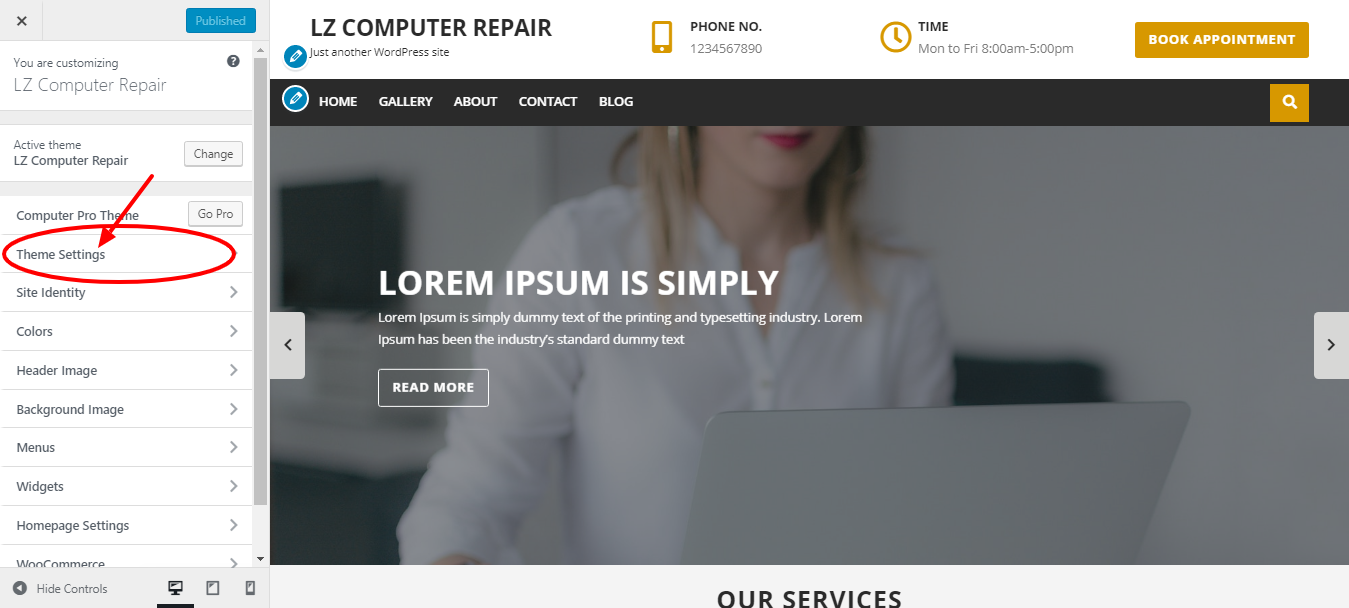 Published
You are customizing
LZ Computer Repair
Active theme
LZ Computer Repair
Change
Computer Pro Theme
Go Pro
Theme Settings
Site Identity
Colors
Header Image
Background Image
Menus
Widgets
Homepage Settings
WooCommerce
Hide Controls
LZ COMPUTER REPAIR
Just another WordPress site
PHONE NO.
1234567890
TIME
Mon to Fri 8:00am-5:00pm
BOOK APPOINTMENT
HOME GALLERY ABOUT CONTACT BLOG
LOREM IPSUM IS SIMPLY
Lorem Ipsum is simply dummy text of the printing and typesetting industry. Lorem
Ipsum has been the industry's standard dummy text
READ MORE
OUR SERVICES